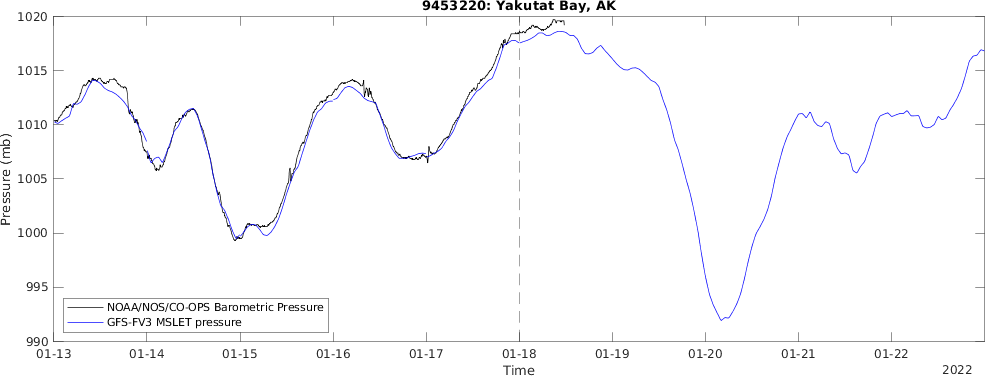 9453220: Yakutat Bay, AK
Pressure (mb)
1020
1015
1010
1005
1000
995
990
NOAA/NOS/CO-OPS Barometric Pressure
GFS-FV3 MSLET pressure
01-13 01-14 01-15 01-16 01-17 01-18 01-19 01-20 01-21 01-22
Time
2022